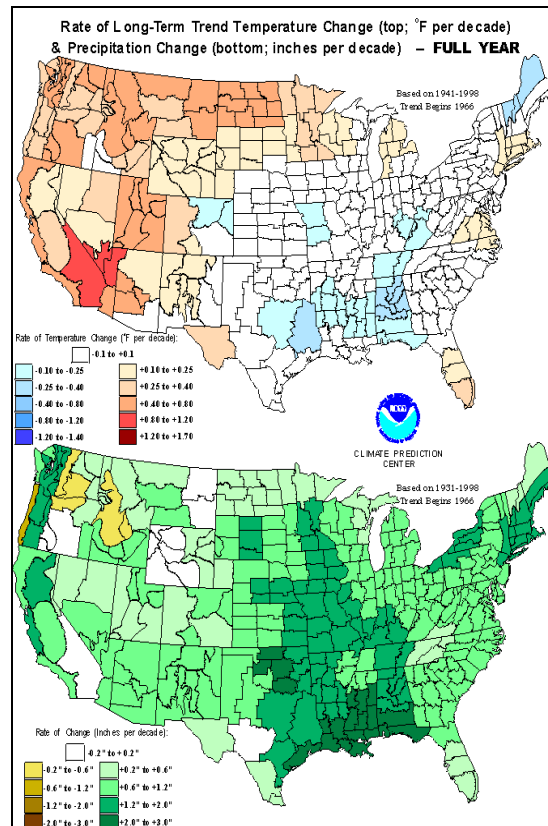 Rate of Long-Term Trend Temperature Change (top; °F per decade)
& Precipitation Change (bottom; inches per decade) – FULL YEAR
Based on 1941-1998
Trend Begins 1966
Rate of Temperature Change (°F per decade):
-0.1 to +0.1
-0.10 to -0.25
+0.10 to +0.25
-0.25 to -0.40
+0.25 to +0.40
-0.40 to -0.80
+0.40 to +0.80
-0.80 to -1.20
+0.80 to +1.20
-1.20 to -1.40
+1.20 to +1.70
CLIMATE PREDICTION
CENTER
Based on 1931-1998
Trend Begins 1966
Rate of Change (Inches per decade):
-0.2" to +0.2"
-0.2" to -0.6"
+0.2" to +0.6"
-0.6" to -1.2"
+0.6" to +1.2"
-1.2" to -2.0"
+1.2" to +2.0"
-2.0" to -3.0"
+2.0" to +3.0"